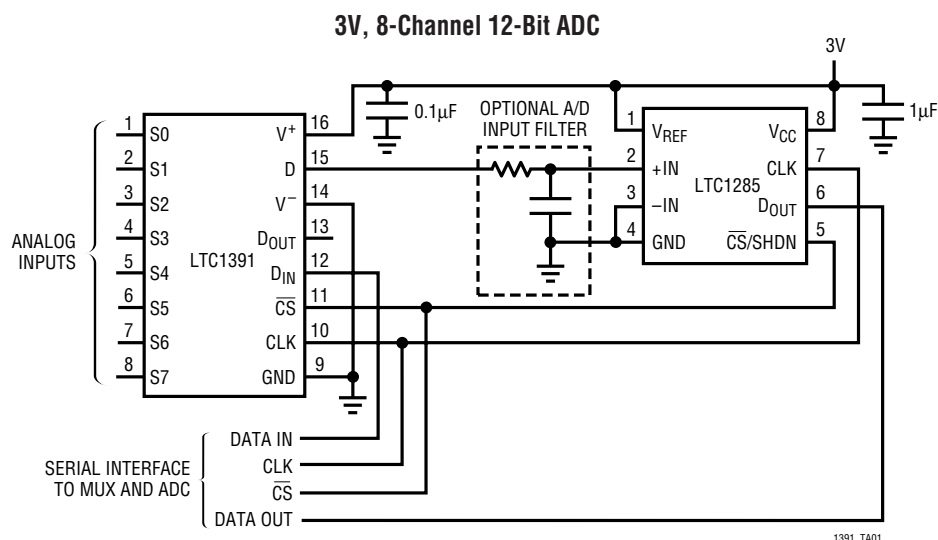 3V, 8-Channel 12-Bit ADC
3V
0.1µF
OPTIONAL A/D
INPUT FILTER
1µF
ANALOG
INPUTS
1 S0
2 S1
3 S2
4 S3
5 S4
6 S5
7 S6
8 S7
LTC1391
V+ 16
D 15
V− 14
DOUT 13
DIN 12
C̅S̅ 11
CLK 10
GND 9
1 VREF
2 +IN
3 −IN
4 GND
LTC1285
VCC 8
CLK 7
DOUT 6
C̅S̅/SHDN 5
SERIAL INTERFACE
TO MUX AND ADC
DATA IN
CLK
C̅S̅
DATA OUT
1391 TA01